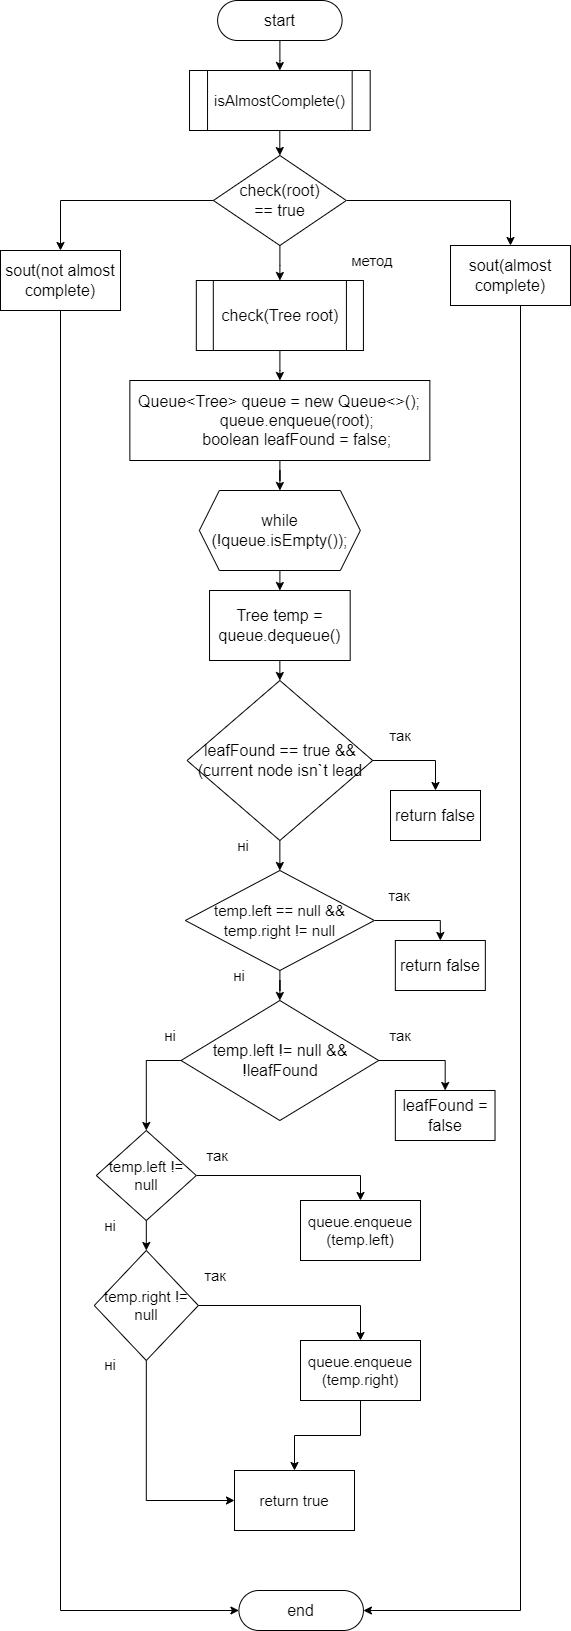 start
isAlmostComplete()
check(root)
== true
sout(not almost
complete)
метод
sout(almost
complete)
check(Tree root)
Queue<Tree> queue = new Queue<>();
queue.enqueue(root);
boolean leafFound = false;
while
(!queue.isEmpty());
Tree temp =
queue.dequeue()
leafFound == true &&
(current node isn`t lead
так
return false
ні
temp.left == null &&
temp.right != null
так
return false
ні
temp.left != null &&
!leafFound
ні
так
leafFound =
false
temp.left !=
null
так
queue.enqueue
(temp.left)
ні
temp.right !=
null
так
queue.enqueue
(temp.right)
ні
return true
end